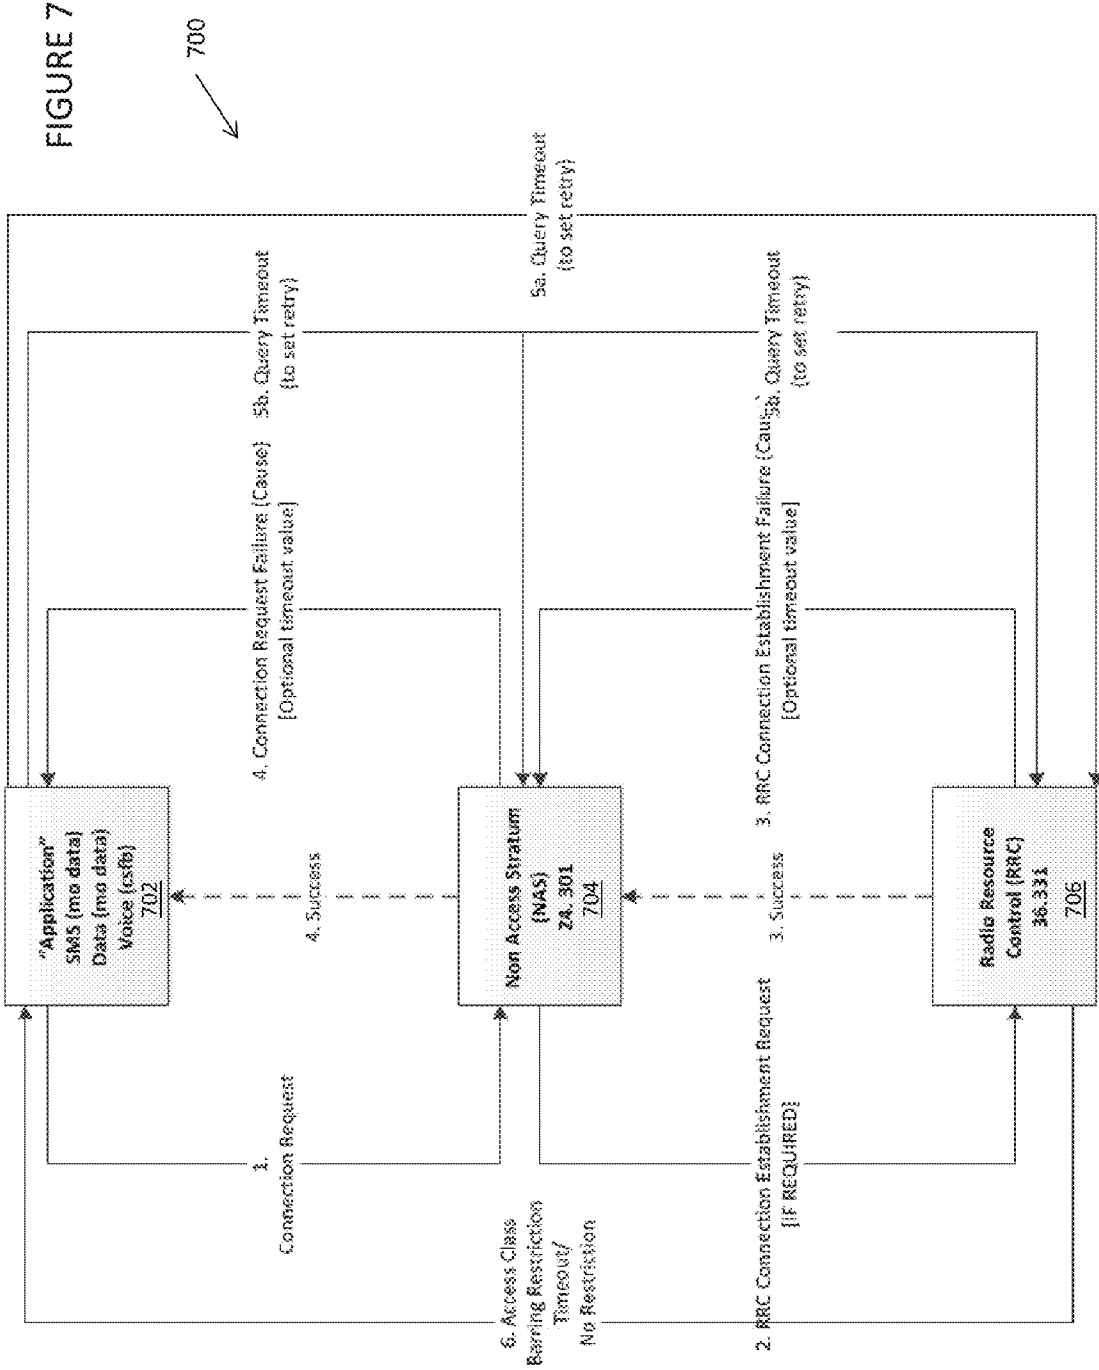 FIGURE 7
700
"Application"
SMS (mo data)
Data (mo data)
Voice (csfb)
702
Non Access Stratum
(NAS)
24. 301
704
Radio Resource
Control (RRC)
36.331
706
1.
Connection Request
2. RRC Connection Establishment Request
[IF REQUIRED]
3. Success
4. Success
3. RRC Connection Establishment Failure (Caus
[Optional timeout value]
4. Connection Request Failure (Cause)
[Optional timeout value]
5b. Query Timeout
(to set retry)
5b. Query Timeout
(to set retry)
5a. Query Timeout
(to set retry)
6. Access Class
Barring Restriction
Timeout/
No Restriction